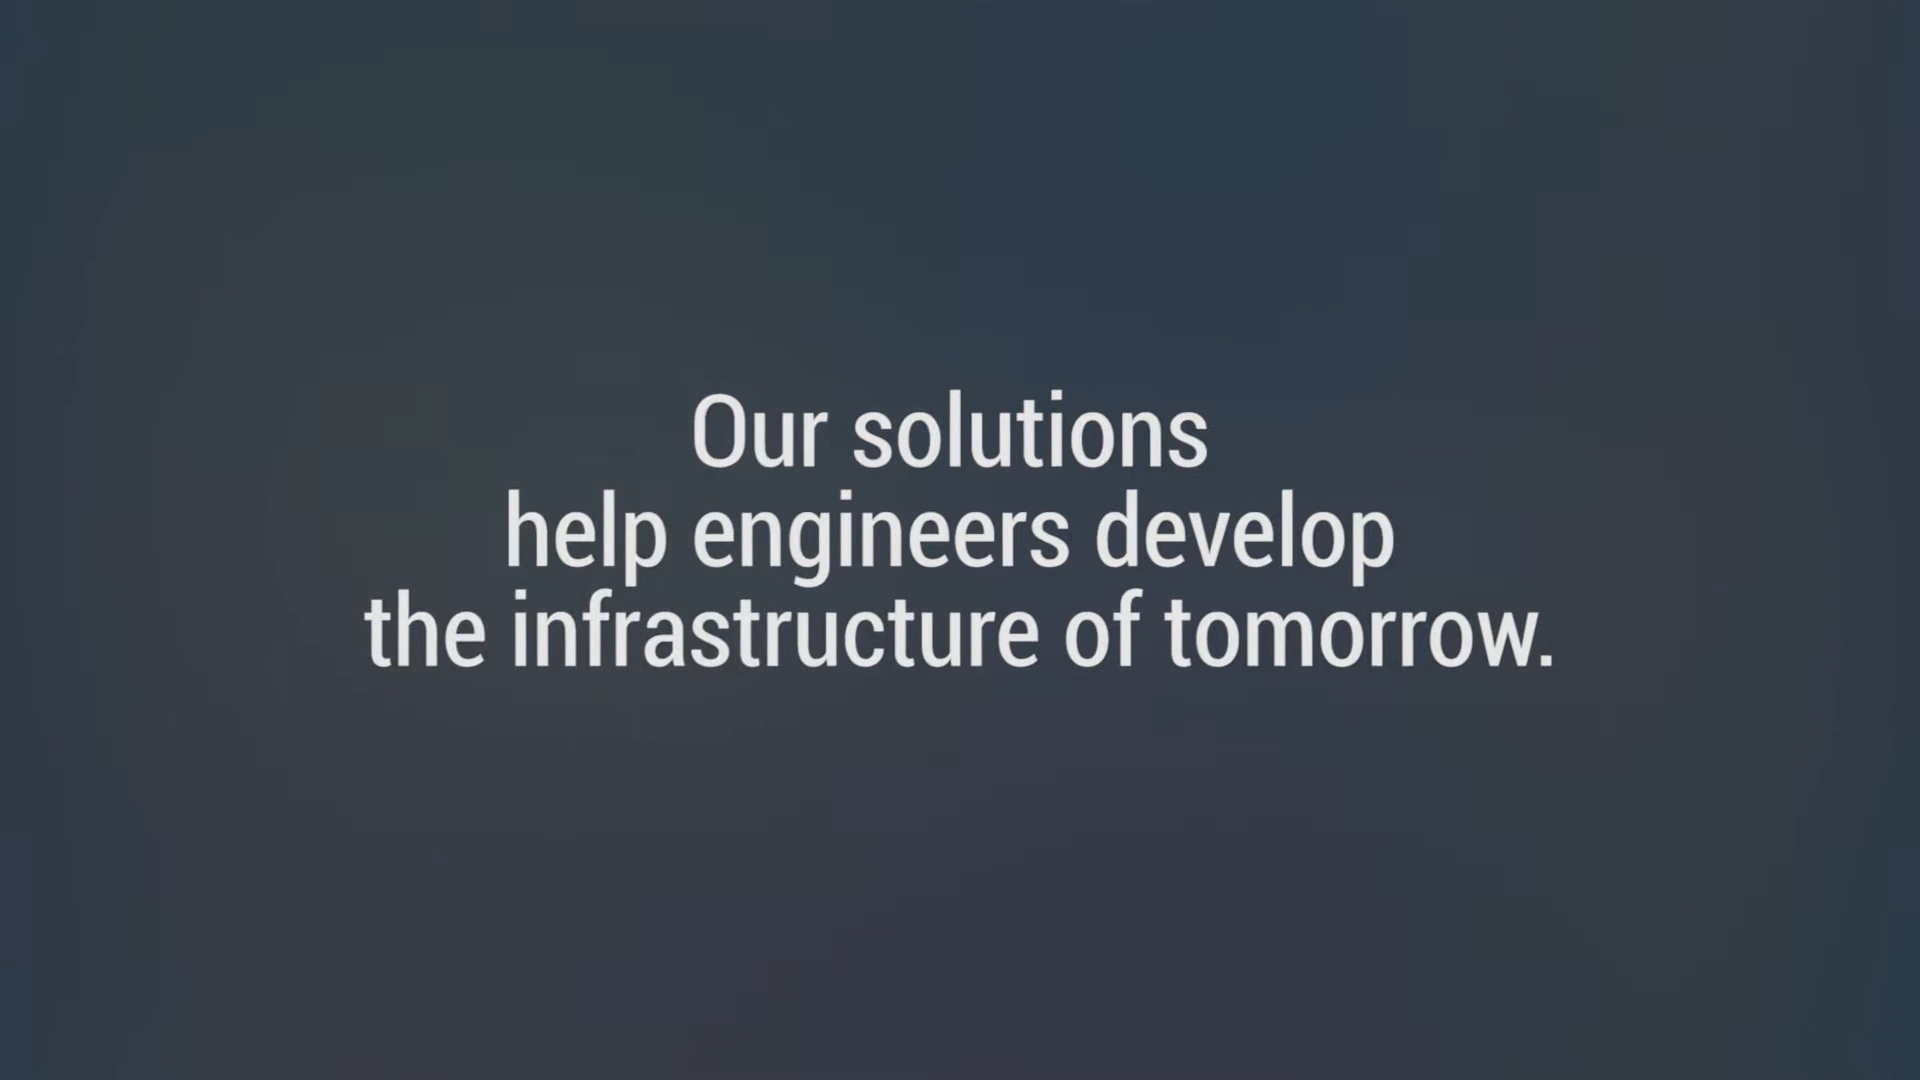 Our solutions
help engineers develop
the infrastructure of tomorrow.